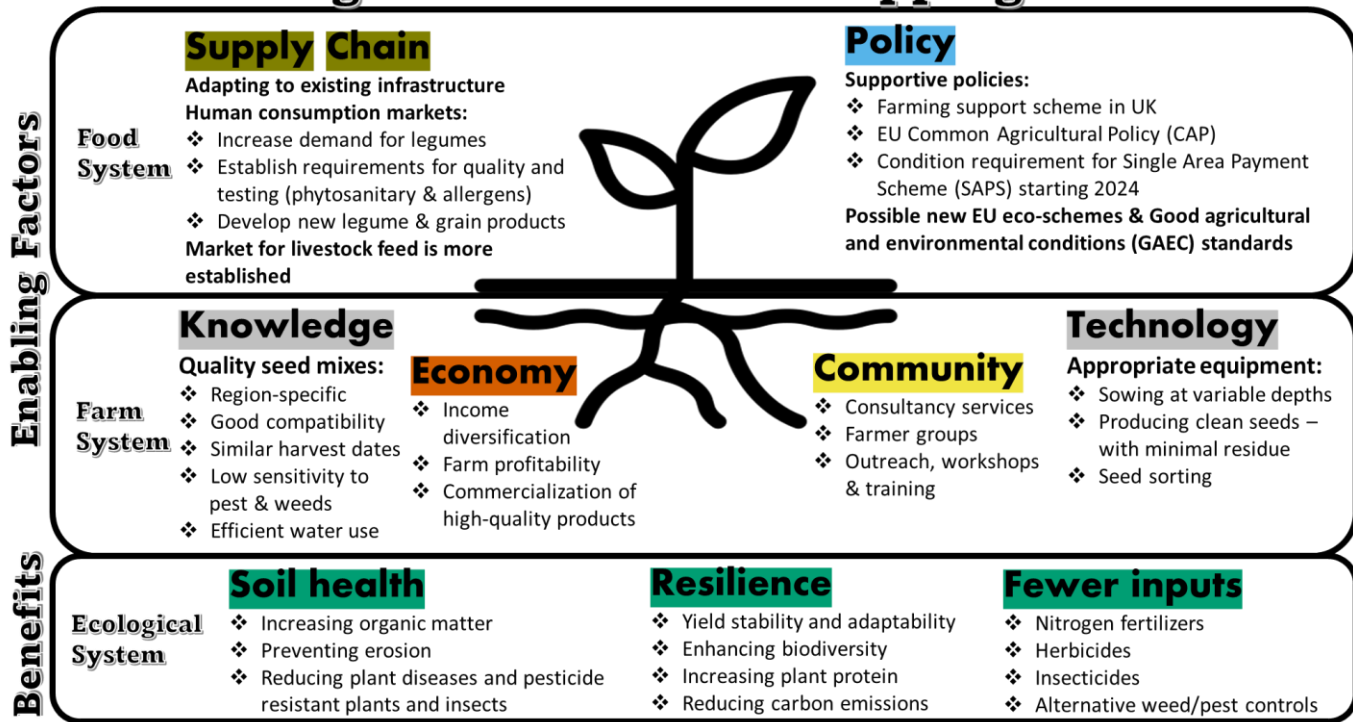 Enabling Factors
Food
System
Supply Chain
Adapting to existing infrastructure
Human consumption markets:
❖ Increase demand for legumes
❖ Establish requirements for quality and
testing (phytosanitary & allergens)
❖ Develop new legume & grain products
Market for livestock feed is more
established
Policy
Supportive policies:
❖ Farming support scheme in UK
❖ EU Common Agricultural Policy (CAP)
❖ Condition requirement for Single Area Payment
Scheme (SAPS) starting 2024
Possible new EU eco-schemes & Good agricultural
and environmental conditions (GAEC) standards
Farm
System
Knowledge
Quality seed mixes:
❖ Region-specific
❖ Good compatibility
❖ Similar harvest dates
❖ Low sensitivity to
pest & weeds
❖ Efficient water use
Economy
❖ Income
diversification
❖ Farm profitability
❖ Commercialization of
high-quality products
Community
❖ Consultancy services
❖ Farmer groups
❖ Outreach, workshops
& training
Technology
Appropriate equipment:
❖ Sowing at variable depths
❖ Producing clean seeds –
with minimal residue
❖ Seed sorting
Benefits
Ecological
System
Soil health
❖ Increasing organic matter
❖ Preventing erosion
❖ Reducing plant diseases and pesticide
resistant plants and insects
Resilience
❖ Yield stability and adaptability
❖ Enhancing biodiversity
❖ Increasing plant protein
❖ Reducing carbon emissions
Fewer inputs
❖ Nitrogen fertilizers
❖ Herbicides
❖ Insecticides
❖ Alternative weed/pest controls